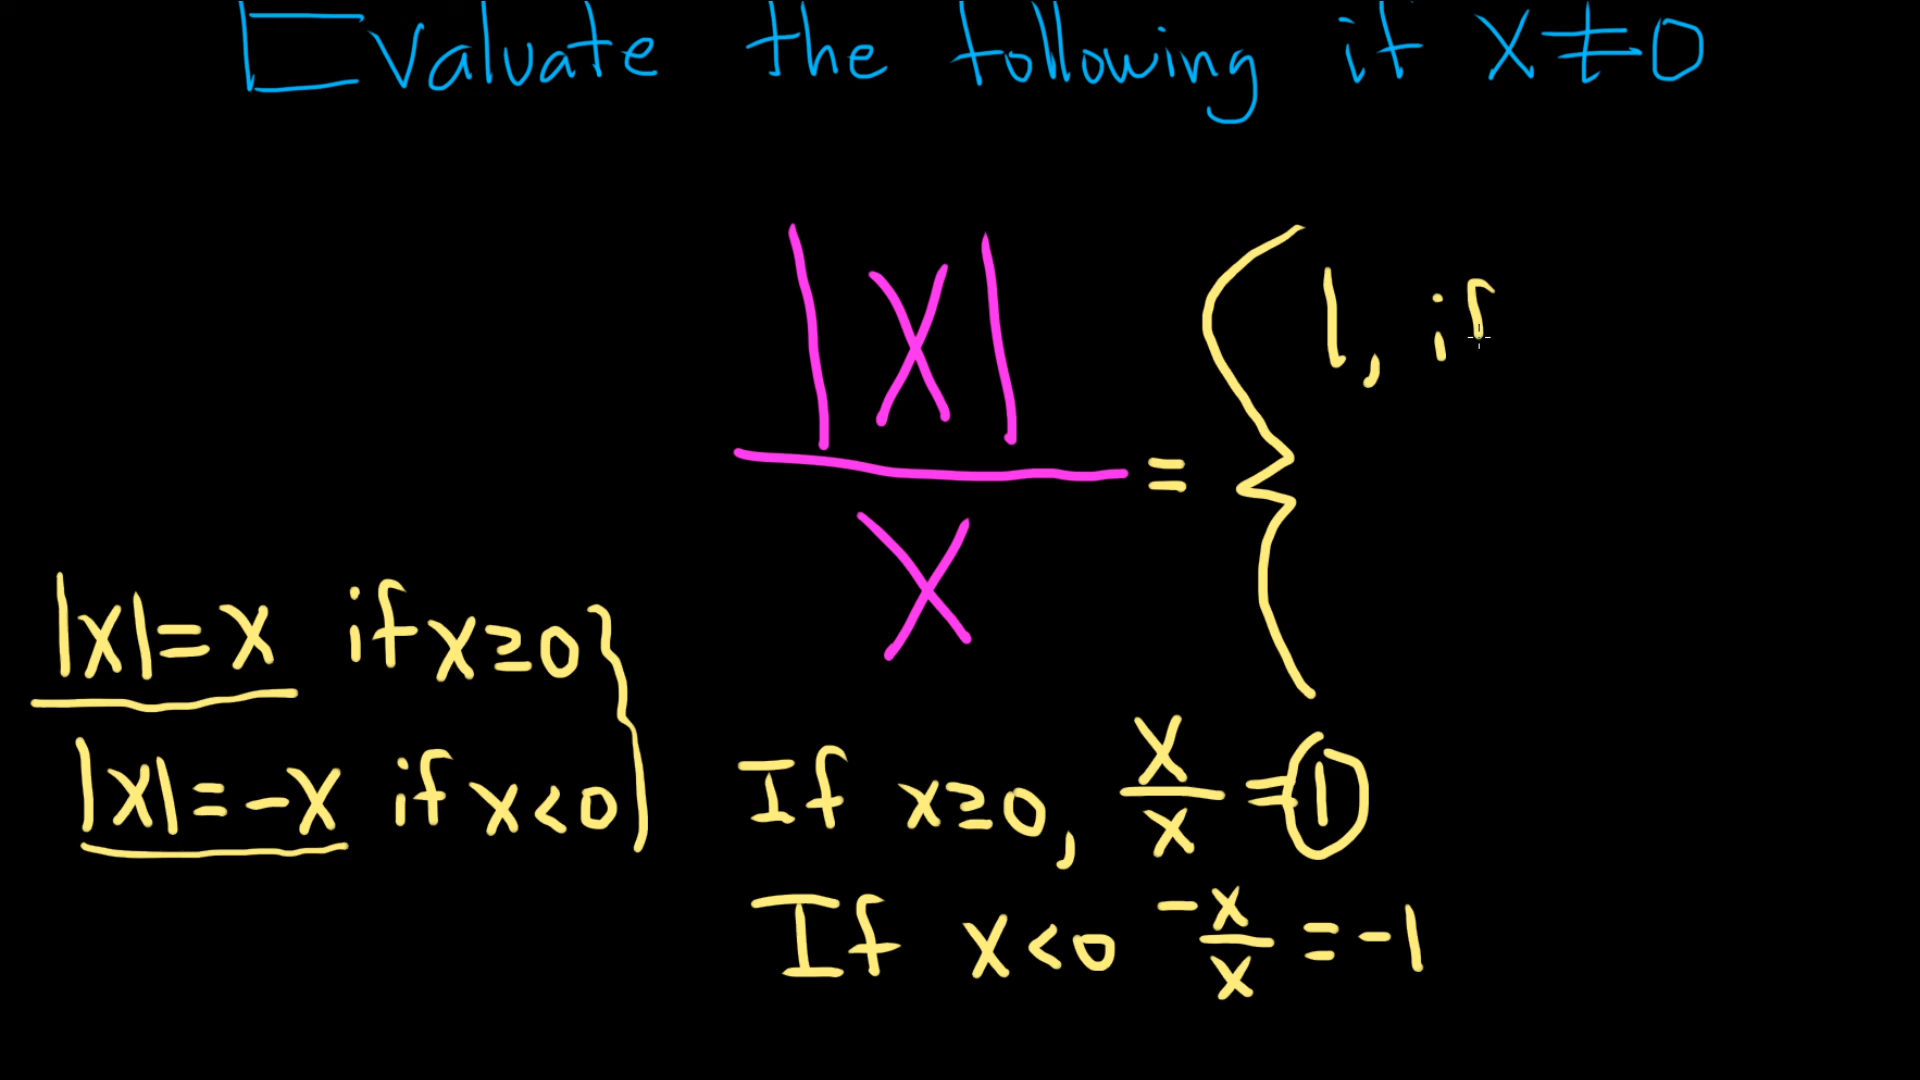 Evaluate the following if x≠0
|x|
x
= { 1, if
|x|=x if x≥0 }
|x|=-x if x<0
If x≥0, x/x =1
If x<0 -x/x = -1